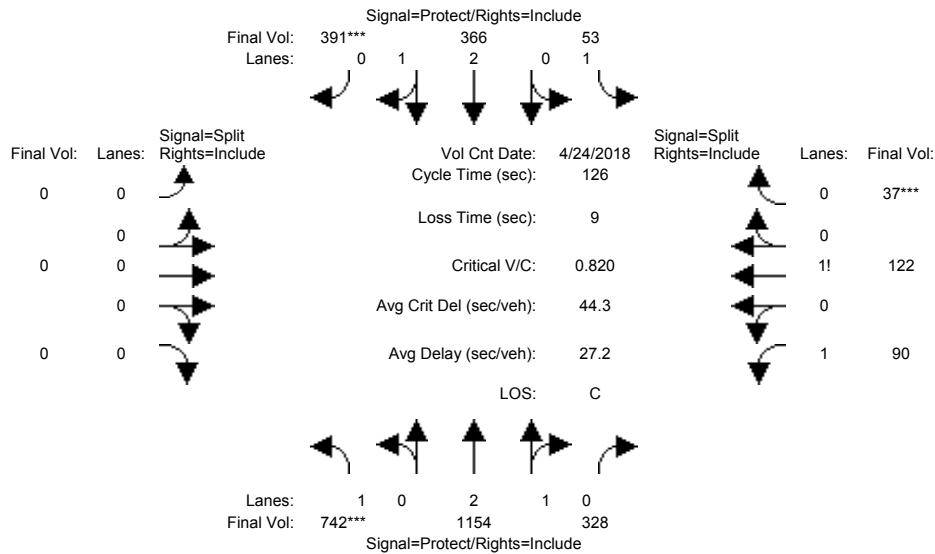 Signal=Protect/Rights=Include
Final Vol: 391*** 366 53
Lanes: 0 1 2 0 1
Signal=Split
Final Vol: Lanes: Rights=Include
Vol Cnt Date: 4/24/2018
Signal=Split
Rights=Include Lanes: Final Vol:
Cycle Time (sec): 126
0 0
0 37***
Loss Time (sec): 9
0
0
0 0
Critical V/C: 0.820
1! 122
0
Avg Crit Del (sec/veh): 44.3
0
0 0
Avg Delay (sec/veh): 27.2
1 90
LOS: C
Lanes: 1 0 2 1 0
Final Vol: 742*** 1154 328
Signal=Protect/Rights=Include